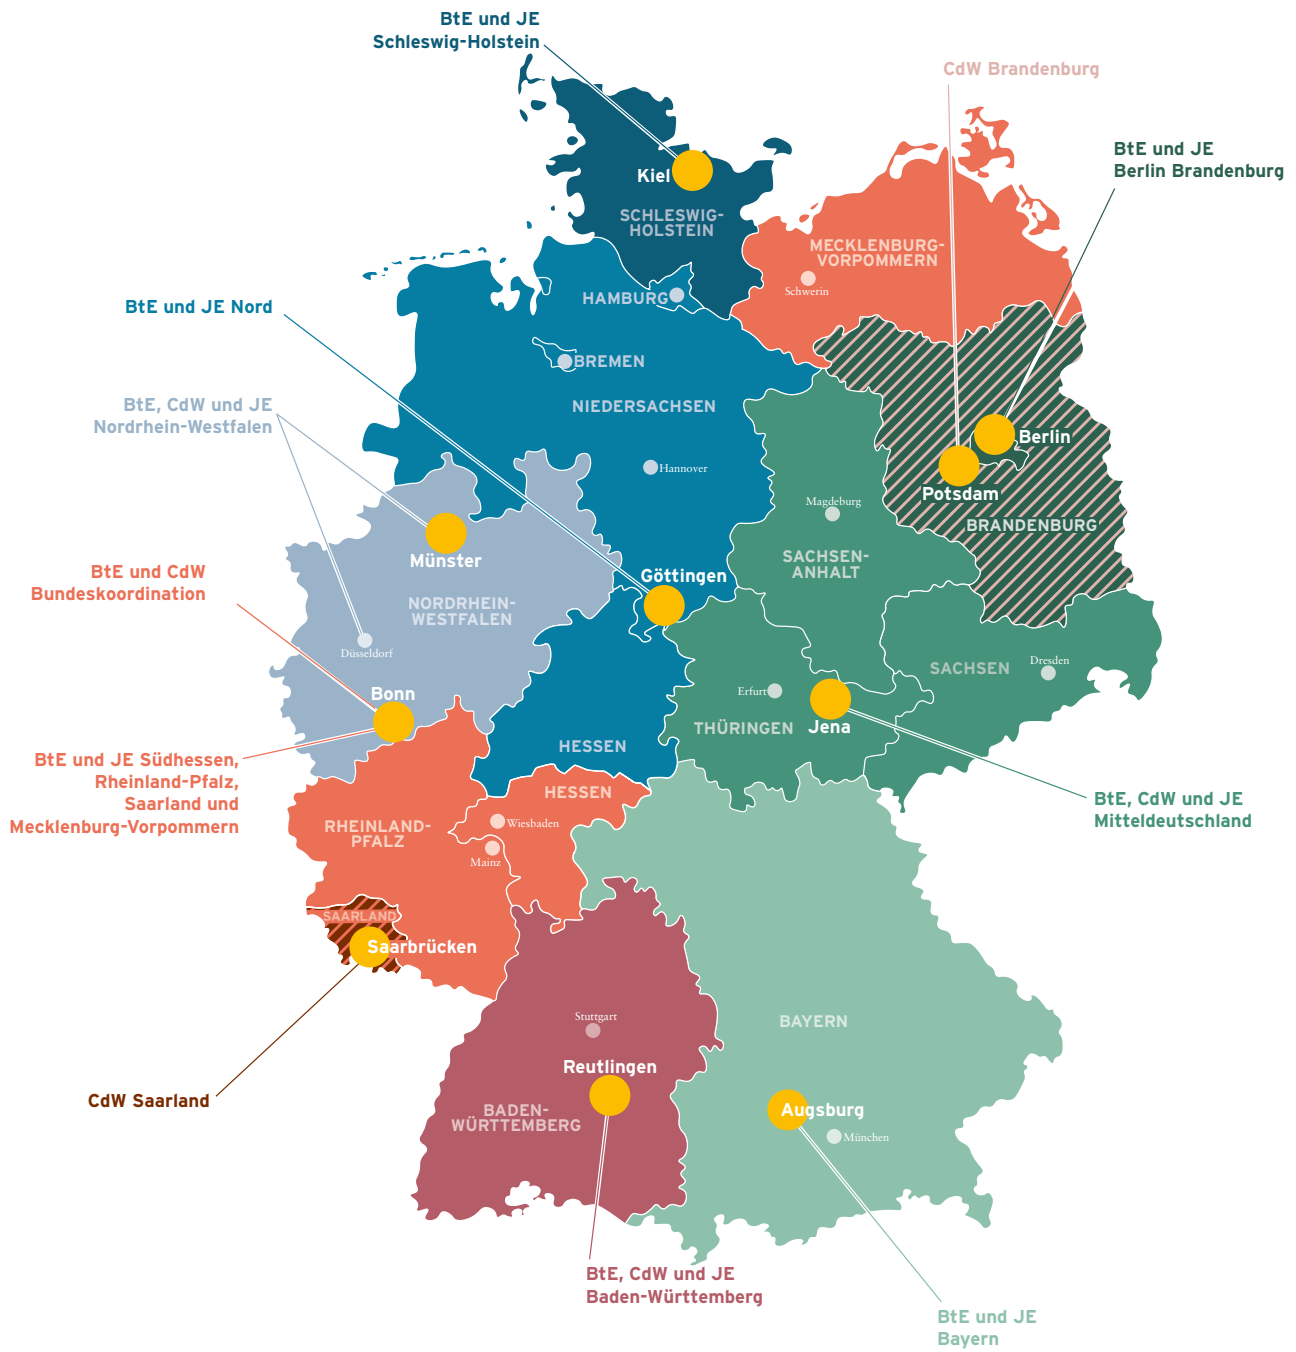 BtE und JE
Schleswig-Holstein
CdW Brandenburg
BtE und JE
Berlin Brandenburg
Kiel
SCHLESWIG-
HOLSTEIN
MECKLENBURG-
VORPOMMERN
Schwerin
HAMBURG
BtE und JE Nord
BREMEN
NIEDERSACHSEN
BtE, CdW und JE
Nordrhein-Westfalen
Berlin
Hannover
Potsdam
Magdeburg
BRANDENBURG
Münster
SACHSEN-
ANHALT
Göttingen
BtE und CdW
Bundeskoordination
NORDRHEIN-
WESTFALEN
Düsseldorf
SACHSEN
Dresden
Bonn
Erfurt
THÜRINGEN
Jena
HESSEN
BtE und JE Südhessen,
Rheinland-Pfalz,
Saarland und
Mecklenburg-Vorpommern
HESSEN
BtE, CdW und JE
Mitteldeutschland
RHEINLAND-
PFALZ
Wiesbaden
Mainz
SAARLAND
Saarbrücken
Stuttgart
BAYERN
Reutlingen
CdW Saarland
BADEN-
WÜRTTEMBERG
Augsburg
München
BtE, CdW und JE
Baden-Württemberg
BtE und JE
Bayern